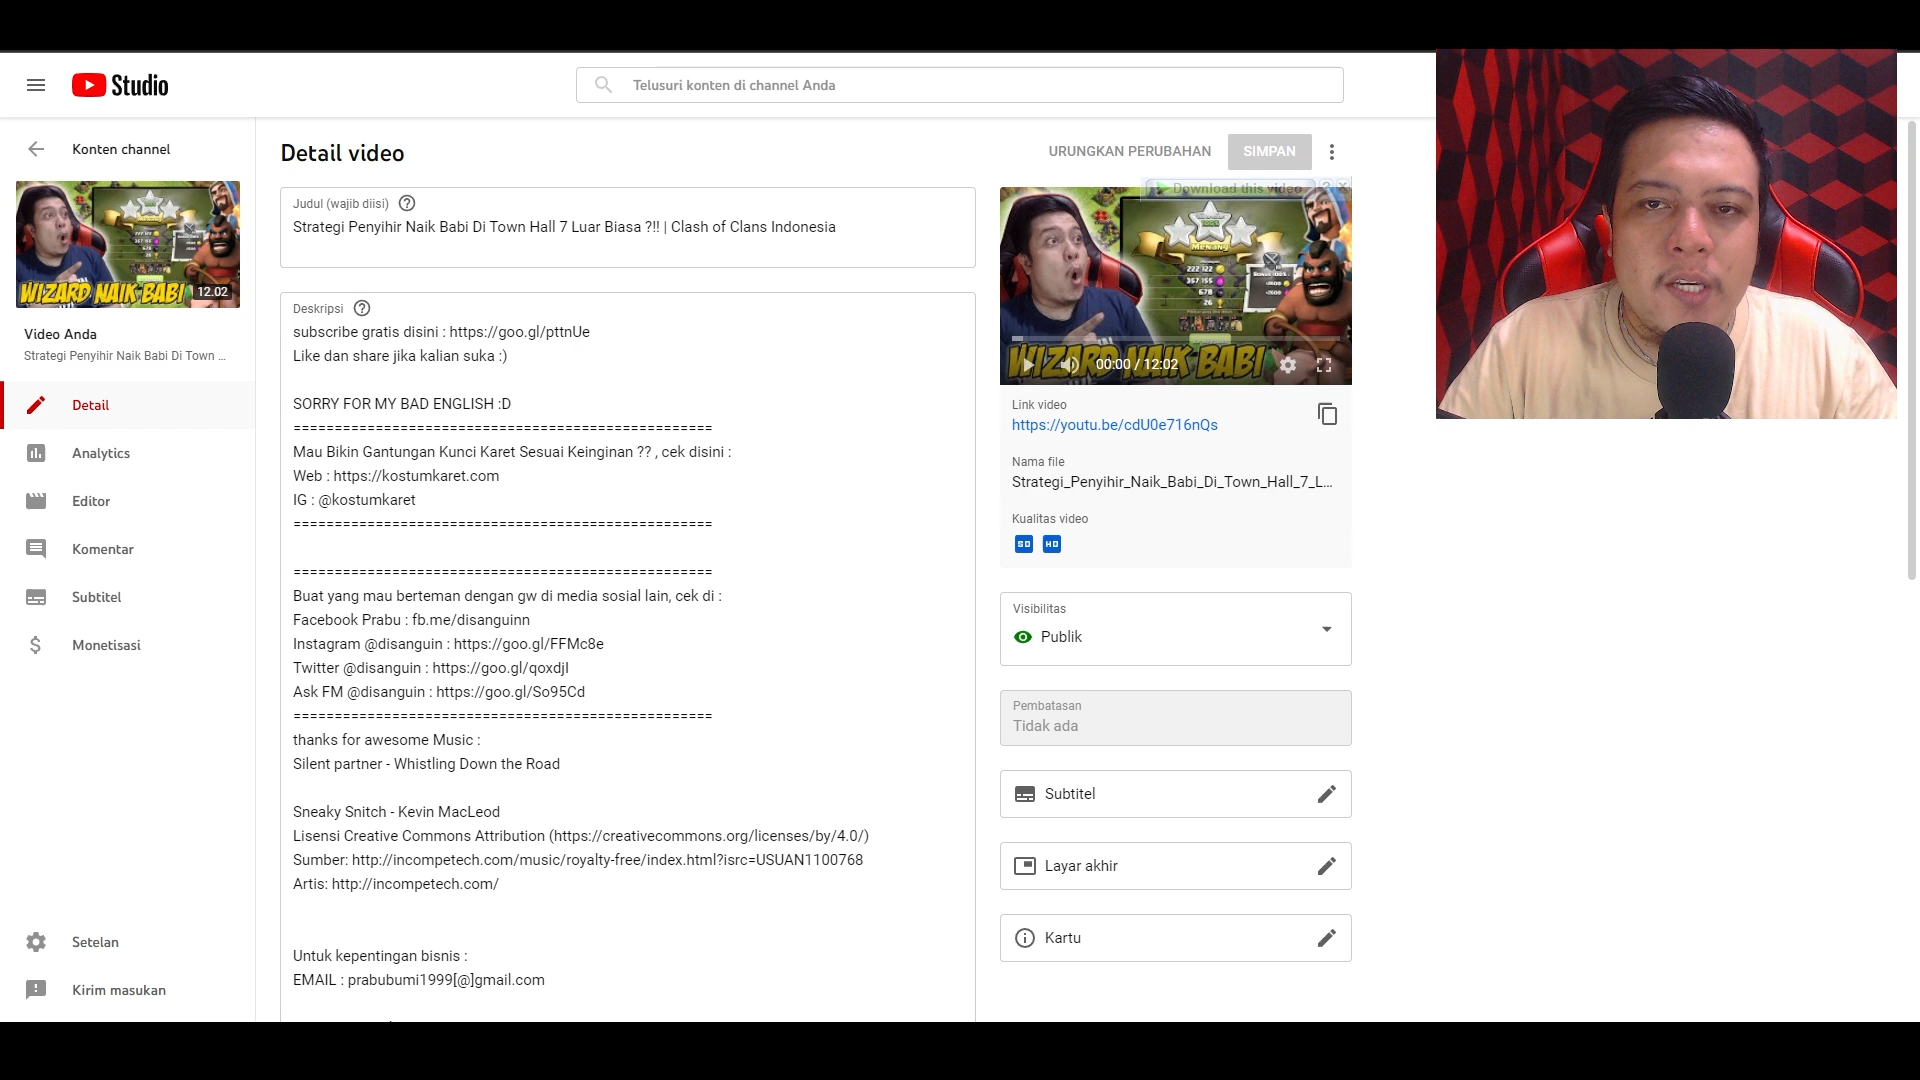 Studio
Telusuri konten di channel Anda
Konten channel
WIZARD NAIK BABI
12.02
Video Anda
Strategi Penyihir Naik Babi Di Town ...
Detail
Analytics
Editor
Komentar
Subtitel
Monetisasi
Setelan
Kirim masukan
Detail video
URUNGKAN PERUBAHAN
SIMPAN
Judul (wajib diisi)
Strategi Penyihir Naik Babi Di Town Hall 7 Luar Biasa ?!! | Clash of Clans Indonesia
Deskripsi
subscribe gratis disini : https://goo.gl/pttnUe
Like dan share jika kalian suka :)
SORRY FOR MY BAD ENGLISH :D
===================================================
Mau Bikin Gantungan Kunci Karet Sesuai Keinginan ?? , cek disini :
Web : https://kostumkaret.com
IG : @kostumkaret
===================================================
===================================================
Buat yang mau berteman dengan gw di media sosial lain, cek di :
Facebook Prabu : fb.me/disanguinn
Instagram @disanguin : https://goo.gl/FFMc8e
Twitter @disanguin : https://goo.gl/qoxdjI
Ask FM @disanguin : https://goo.gl/So95Cd
===================================================
thanks for awesome Music :
Silent partner - Whistling Down the Road
Sneaky Snitch - Kevin MacLeod
Lisensi Creative Commons Attribution (https://creativecommons.org/licenses/by/4.0/)
Sumber: http://incompetech.com/music/royalty-free/index.html?isrc=USUAN1100768
Artis: http://incompetech.com/
Untuk kepentingan bisnis :
EMAIL : prabubumi1999[@]gmail.com
Download this video
MENANG
222 122
357 155
678
26
WIZARD NAIK BABI
00:00 / 12:02
Link video
https://youtu.be/cdU0e716nQs
Nama file
Strategi_Penyihir_Naik_Babi_Di_Town_Hall_7_L...
Kualitas video
SD HD
Visibilitas
Publik
Pembatasan
Tidak ada
Subtitel
Layar akhir
Kartu